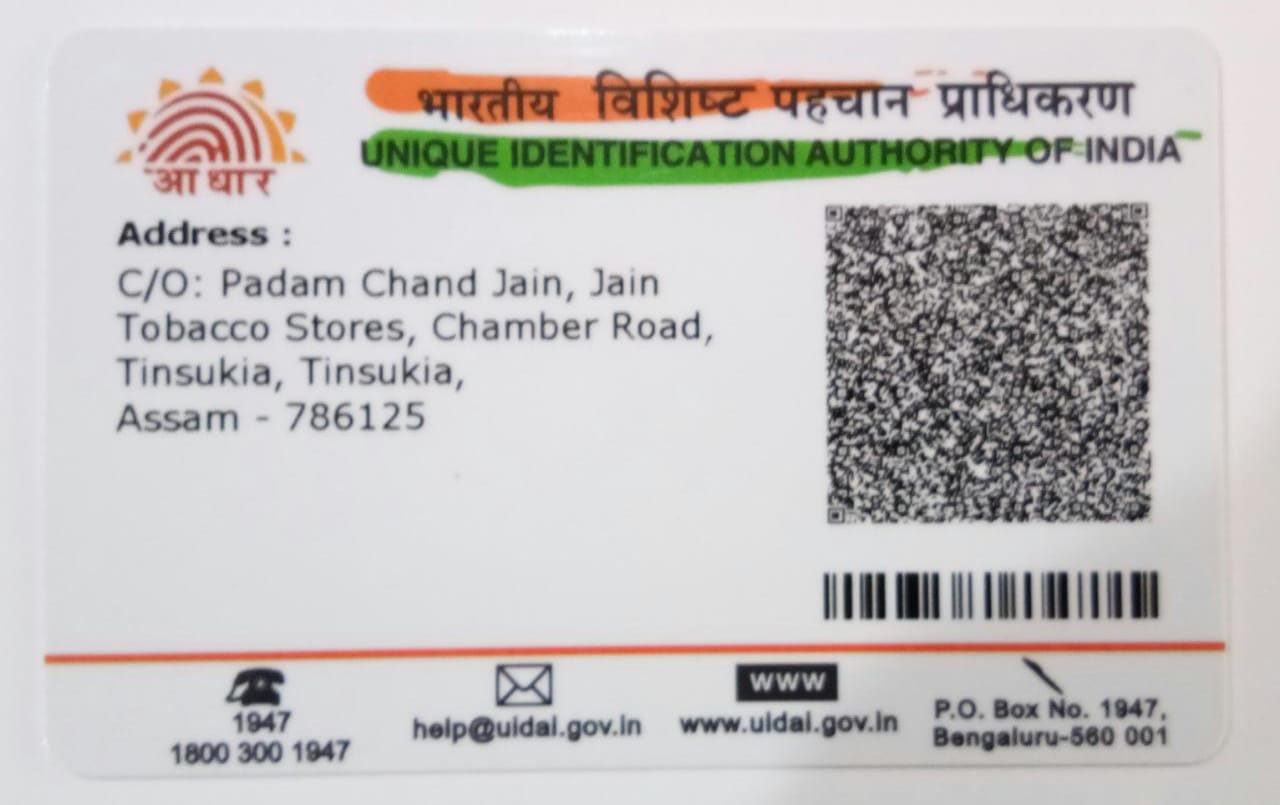 भारतीय विशिष्ट पहचान प्राधिकरण
UNIQUE IDENTIFICATION AUTHORITY OF INDIA
आधार
Address :
C/O: Padam Chand Jain, Jain
Tobacco Stores, Chamber Road,
Tinsukia, Tinsukia,
Assam - 786125
1947
1800 300 1947
help@uidai.gov.in
www
www.uidai.gov.in
P.O. Box No. 1947,
Bengaluru-560 001